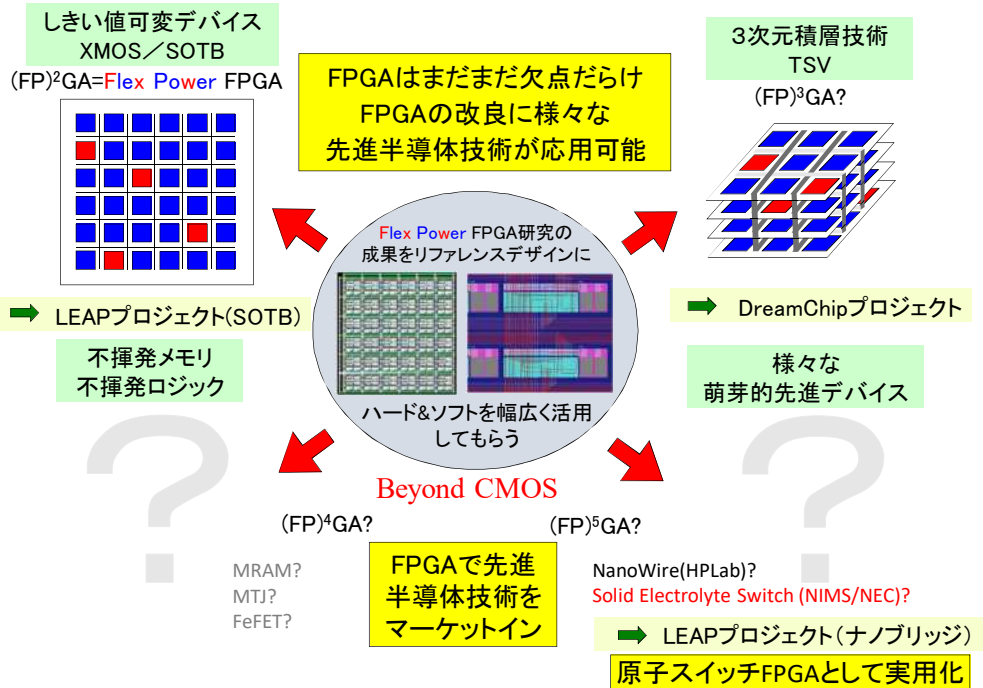 しきい値可変デバイス
XMOS／SOTB
(FP)²GA=Flex Power FPGA
FPGAはまだまだ欠点だらけ
FPGAの改良に様々な
先進半導体技術が応用可能
3次元積層技術
TSV
(FP)³GA?
Flex Power FPGA研究の
成果をリファレンスデザインに
ハード&ソフトを幅広く活用
してもらう
LEAPプロジェクト(SOTB)
DreamChipプロジェクト
不揮発メモリ
不揮発ロジック
?
様々な
萌芽的先進デバイス
?
Beyond CMOS
(FP)⁴GA?
(FP)⁵GA?
MRAM?
MTJ?
FeFET?
FPGAで先進
半導体技術を
マーケットイン
NanoWire(HPLab)?
Solid Electrolyte Switch (NIMS/NEC)?
LEAPプロジェクト（ナノブリッジ）
原子スイッチFPGAとして実用化